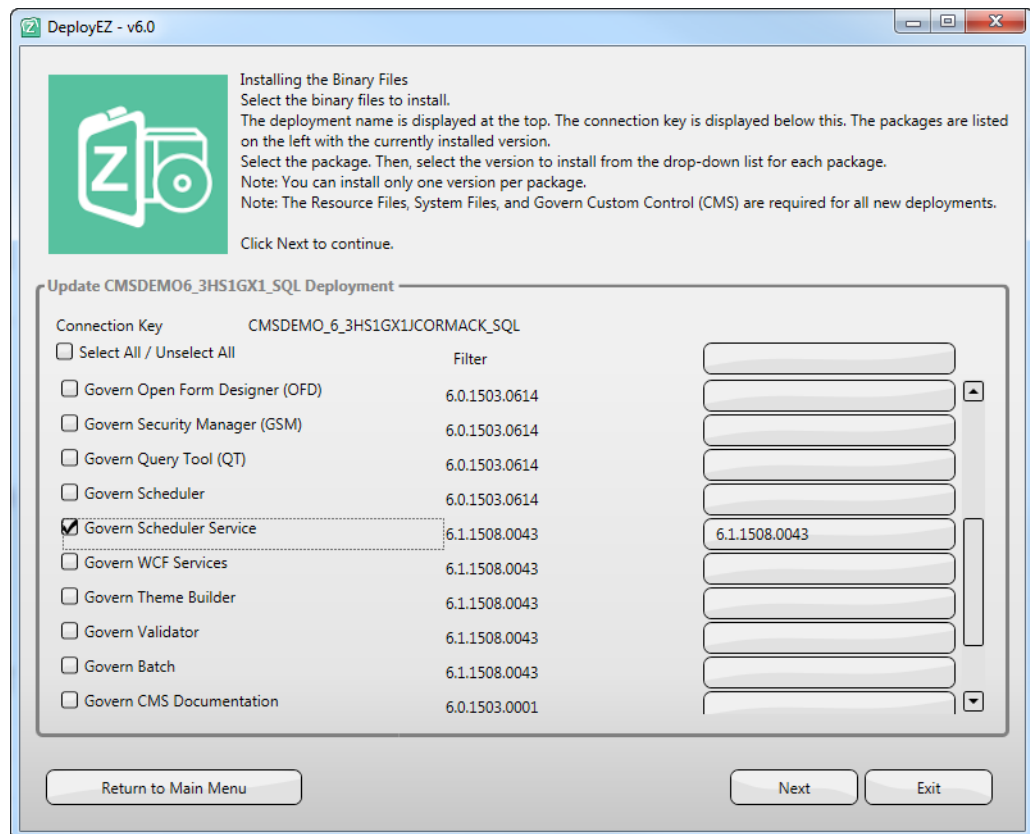 DeployEZ - v6.0
Installing the Binary Files
Select the binary files to install.
The deployment name is displayed at the top. The connection key is displayed below this. The packages are listed
on the left with the currently installed version.
Select the package. Then, select the version to install from the drop-down list for each package.
Note: You can install only one version per package.
Note: The Resource Files, System Files, and Govern Custom Control (CMS) are required for all new deployments.
Click Next to continue.
Z
Update CMSDEMO6_3HS1GX1_SQL Deployment
Connection Key CMSDEMO_6_3HS1GX1JCORMACK_SQL
Select All / Unselect All Filter
Govern Open Form Designer (OFD) 6.0.1503.0614
Govern Security Manager (GSM) 6.0.1503.0614
Govern Query Tool (QT) 6.0.1503.0614
Govern Scheduler 6.0.1503.0614
Govern Scheduler Service 6.1.1508.0043 6.1.1508.0043
Govern WCF Services 6.1.1508.0043
Govern Theme Builder 6.1.1508.0043
Govern Validator 6.1.1508.0043
Govern Batch 6.1.1508.0043
Govern CMS Documentation 6.0.1503.0001
Return to Main Menu Next Exit